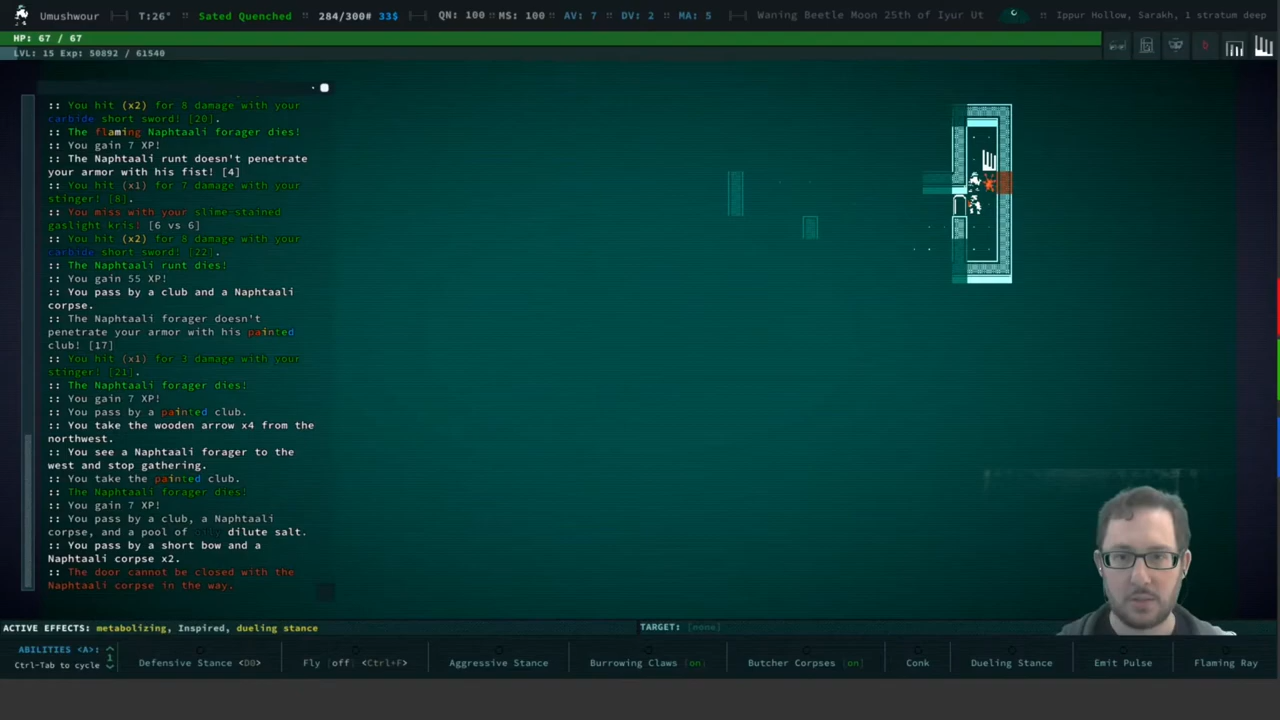 Umushwour T:26° Sated Quenched 284/300# 33$ QN: 100 MS: 100 AV: 7 DV: 2 MA: 5 Waning Beetle Moon 25th of Iyur Ut :: Ippur Hollow, Sarakh, 1 stratum deep
HP: 67 / 67
LVL: 15 Exp: 50892 / 61540
:: You hit (x2) for 8 damage with your
carbide short sword! [20].
:: The flaming Naphtaali forager dies!
:: You gain 7 XP!
:: The Naphtaali runt doesn't penetrate
your armor with his fist! [4]
:: You hit (x1) for 7 damage with your
stinger! [8].
:: You miss with your slime-stained
gaslight kris! [6 vs 6]
:: You hit (x2) for 8 damage with your
carbide short sword! [22].
:: The Naphtaali runt dies!
:: You gain 55 XP!
:: You pass by a club and a Naphtaali
corpse.
:: The Naphtaali forager doesn't
penetrate your armor with his painted
club! [17]
:: You hit (x1) for 3 damage with your
stinger! [21].
:: The Naphtaali forager dies!
:: You gain 7 XP!
:: You pass by a painted club.
:: You take the wooden arrow x4 from the
northwest.
:: You see a Naphtaali forager to the
west and stop gathering.
:: You take the painted club.
:: The Naphtaali forager dies!
:: You gain 7 XP!
:: You pass by a club, a Naphtaali
corpse, and a pool of oily dilute salt.
:: You pass by a short bow and a
Naphtaali corpse x2.
:: The door cannot be closed with the
Naphtaali corpse in the way.
ACTIVE EFFECTS: metabolizing, Inspired, dueling stance
TARGET: [none]
ABILITIES <A>:
Ctrl-Tab to cycle
1
Defensive Stance <DB>
Fly [off] <Ctrl+F>
Aggressive Stance
Burrowing Claws [on]
Butcher Corpses [on]
Conk
Dueling Stance
Emit Pulse
Flaming Ray